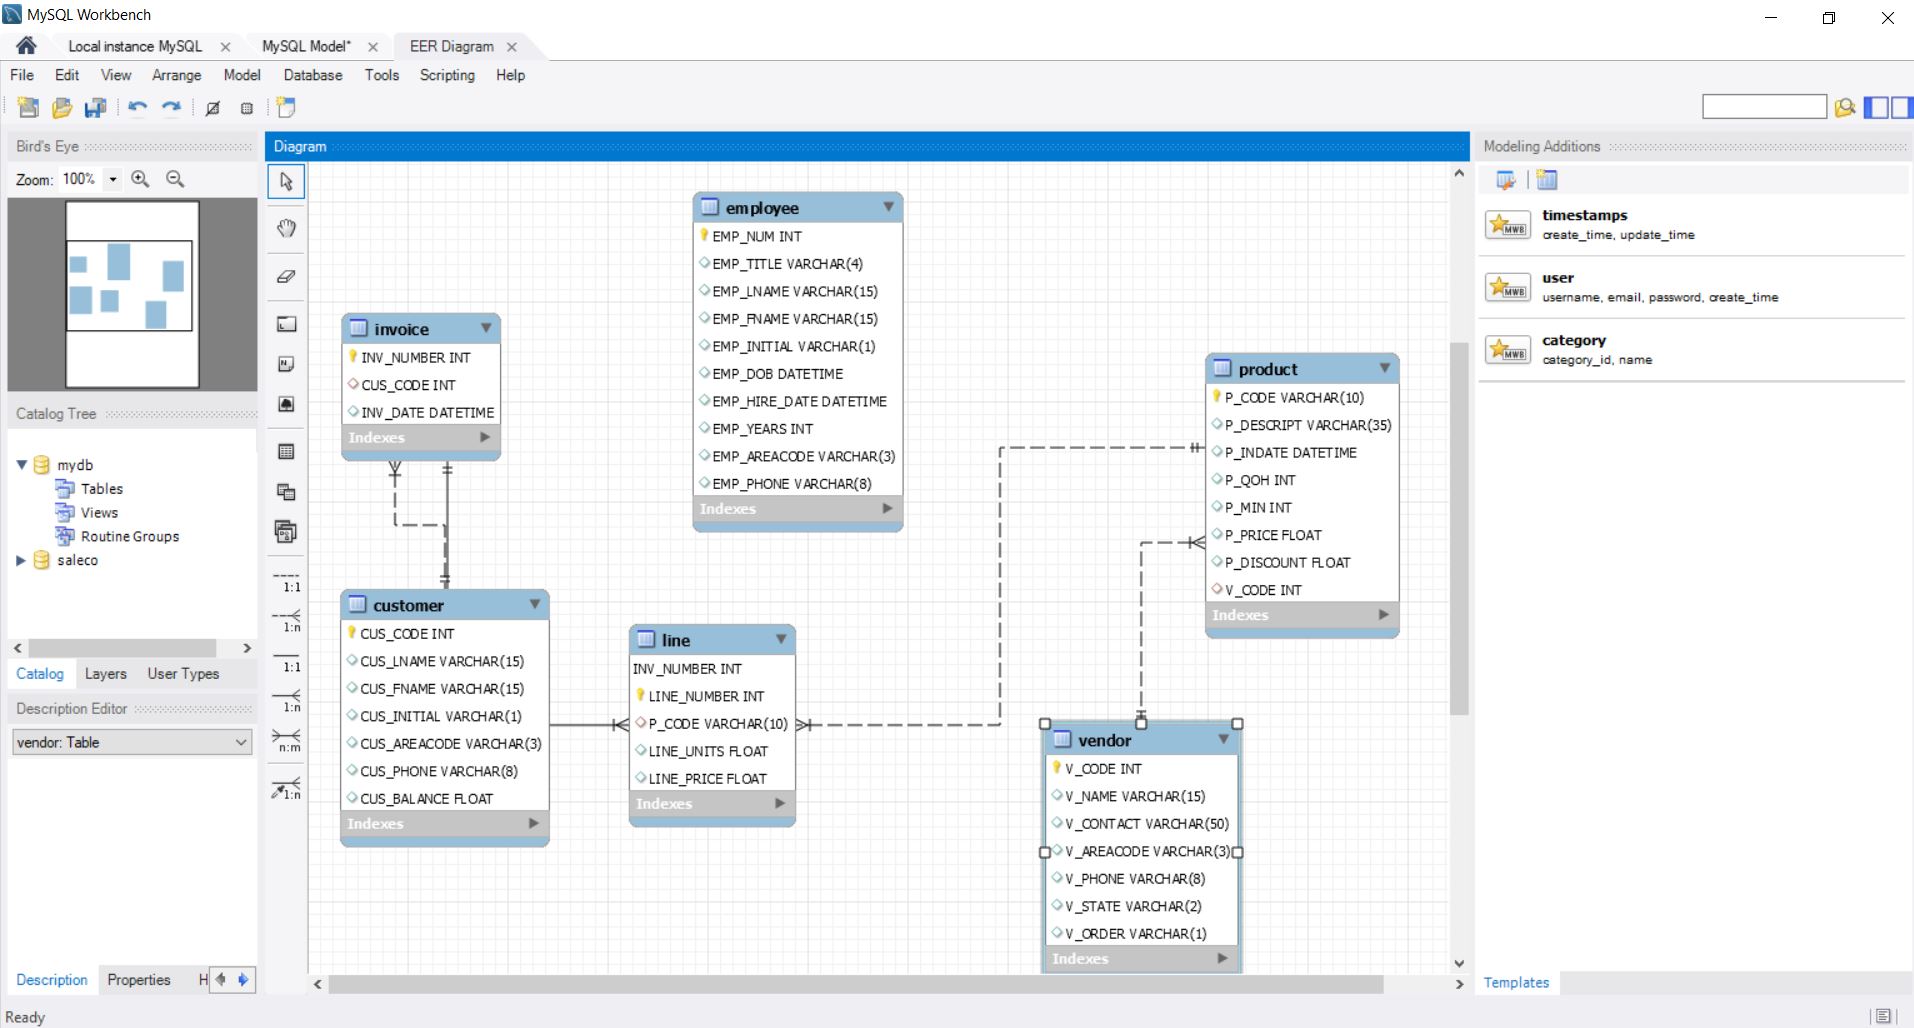 MySQL Workbench
Local instance MySQL
MySQL Model*
EER Diagram
File Edit View Arrange Model Database Tools Scripting Help
Bird's Eye
Zoom: 100%
Catalog Tree
mydb
Tables
Views
Routine Groups
saleco
Catalog Layers User Types
Description Editor
vendor: Table
Description Properties H
Ready
Diagram
1:1
1:n
1:1
1:n
n:m
1:n
employee
EMP_NUM INT
EMP_TITLE VARCHAR(4)
EMP_LNAME VARCHAR(15)
EMP_FNAME VARCHAR(15)
EMP_INITIAL VARCHAR(1)
EMP_DOB DATETIME
EMP_HIRE_DATE DATETIME
EMP_YEARS INT
EMP_AREACODE VARCHAR(3)
EMP_PHONE VARCHAR(8)
Indexes
invoice
INV_NUMBER INT
CUS_CODE INT
INV_DATE DATETIME
Indexes
customer
CUS_CODE INT
CUS_LNAME VARCHAR(15)
CUS_FNAME VARCHAR(15)
CUS_INITIAL VARCHAR(1)
CUS_AREACODE VARCHAR(3)
CUS_PHONE VARCHAR(8)
CUS_BALANCE FLOAT
Indexes
line
INV_NUMBER INT
LINE_NUMBER INT
P_CODE VARCHAR(10)
LINE_UNITS FLOAT
LINE_PRICE FLOAT
Indexes
product
P_CODE VARCHAR(10)
P_DESCRIPT VARCHAR(35)
P_INDATE DATETIME
P_QOH INT
P_MIN INT
P_PRICE FLOAT
P_DISCOUNT FLOAT
V_CODE INT
Indexes
vendor
V_CODE INT
V_NAME VARCHAR(15)
V_CONTACT VARCHAR(50)
V_AREACODE VARCHAR(3)
V_PHONE VARCHAR(8)
V_STATE VARCHAR(2)
V_ORDER VARCHAR(1)
Indexes
Modeling Additions
MWB
timestamps
create_time, update_time
MWB
user
username, email, password, create_time
MWB
category
category_id, name
Templates